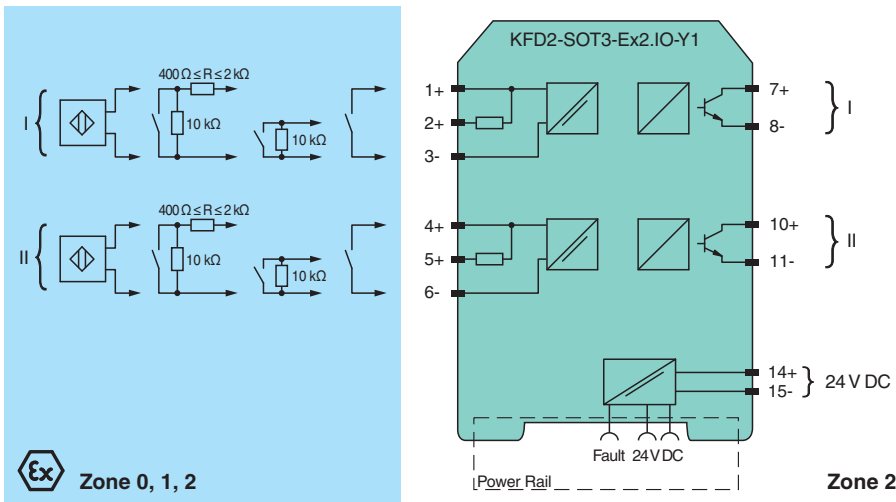 KFD2-SOT3-Ex2.IO-Y1
400 Ω ≤ R ≤ 2 kΩ
I
10 kΩ
10 kΩ
1+
2+
3-
7+
8-
I
400 Ω ≤ R ≤ 2 kΩ
II
10 kΩ
10 kΩ
4+
5+
6-
10+
11-
II
14+
15-
24 V DC
Fault 24 V DC
Power Rail
Ex Zone 0, 1, 2
Zone 2